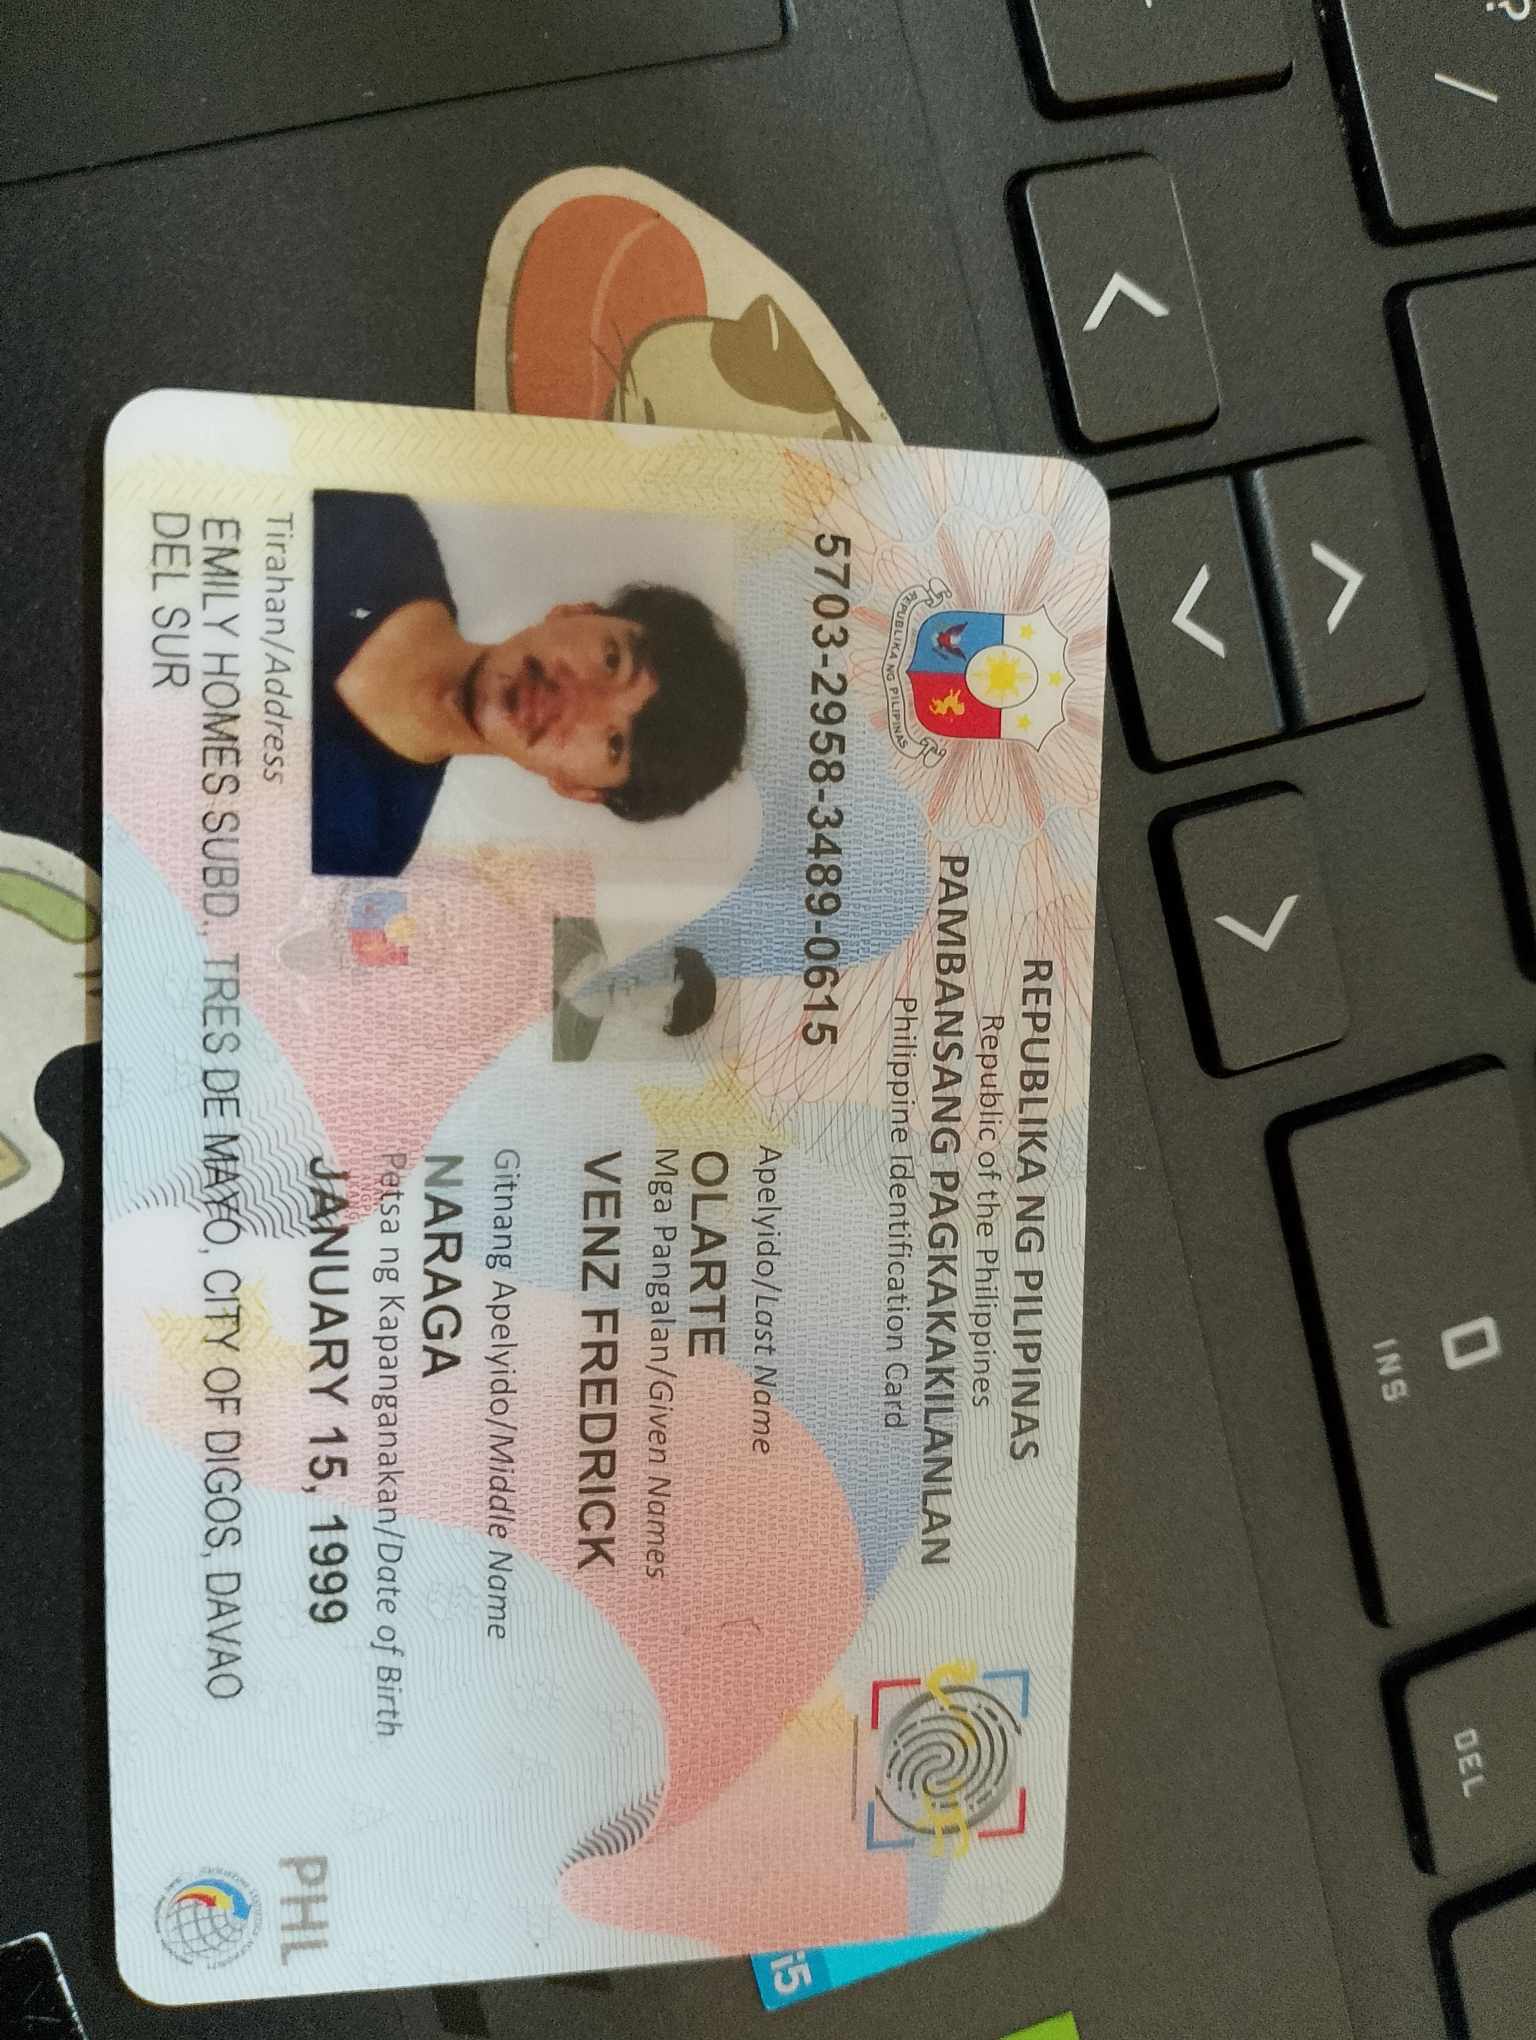 ?
/
0
INS
DEL
REPUBLIKA NG PILIPINAS
Republic of the Philippines
PAMBANSANG PAGKAKAKILANLAN
Philippine Identification Card
REPUBLIKA NG PILIPINAS
5703-2958-3489-0615
i5
Apelyido/Last Name
OLARTE
Mga Pangalan/Given Names
VENZ FREDRICK
Gitnang Apelyido/Middle Name
NARAGA
Petsa ng Kapanganakan/Date of Birth
JANUARY 15, 1999
PHL
Tirahan/Address
EMILY HOMES SUBD., TRES DE MAYO, CITY OF DIGOS, DAVAO
DEL SUR